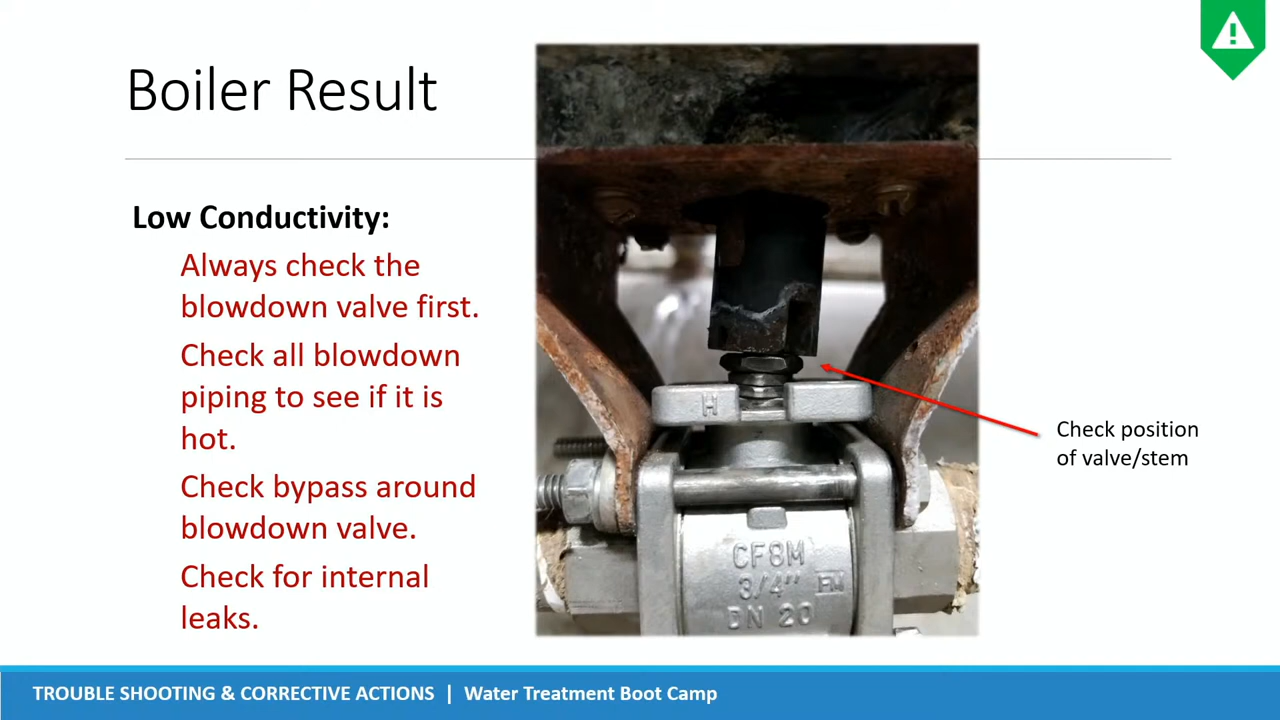 Boiler Result
Low Conductivity:
Always check the
blowdown valve first.
Check all blowdown
piping to see if it is
hot.
Check bypass around
blowdown valve.
Check for internal
leaks.
H
CF8M
3/4"
DN 20
Check position
of valve/stem
TROUBLE SHOOTING & CORRECTIVE ACTIONS | Water Treatment Boot Camp